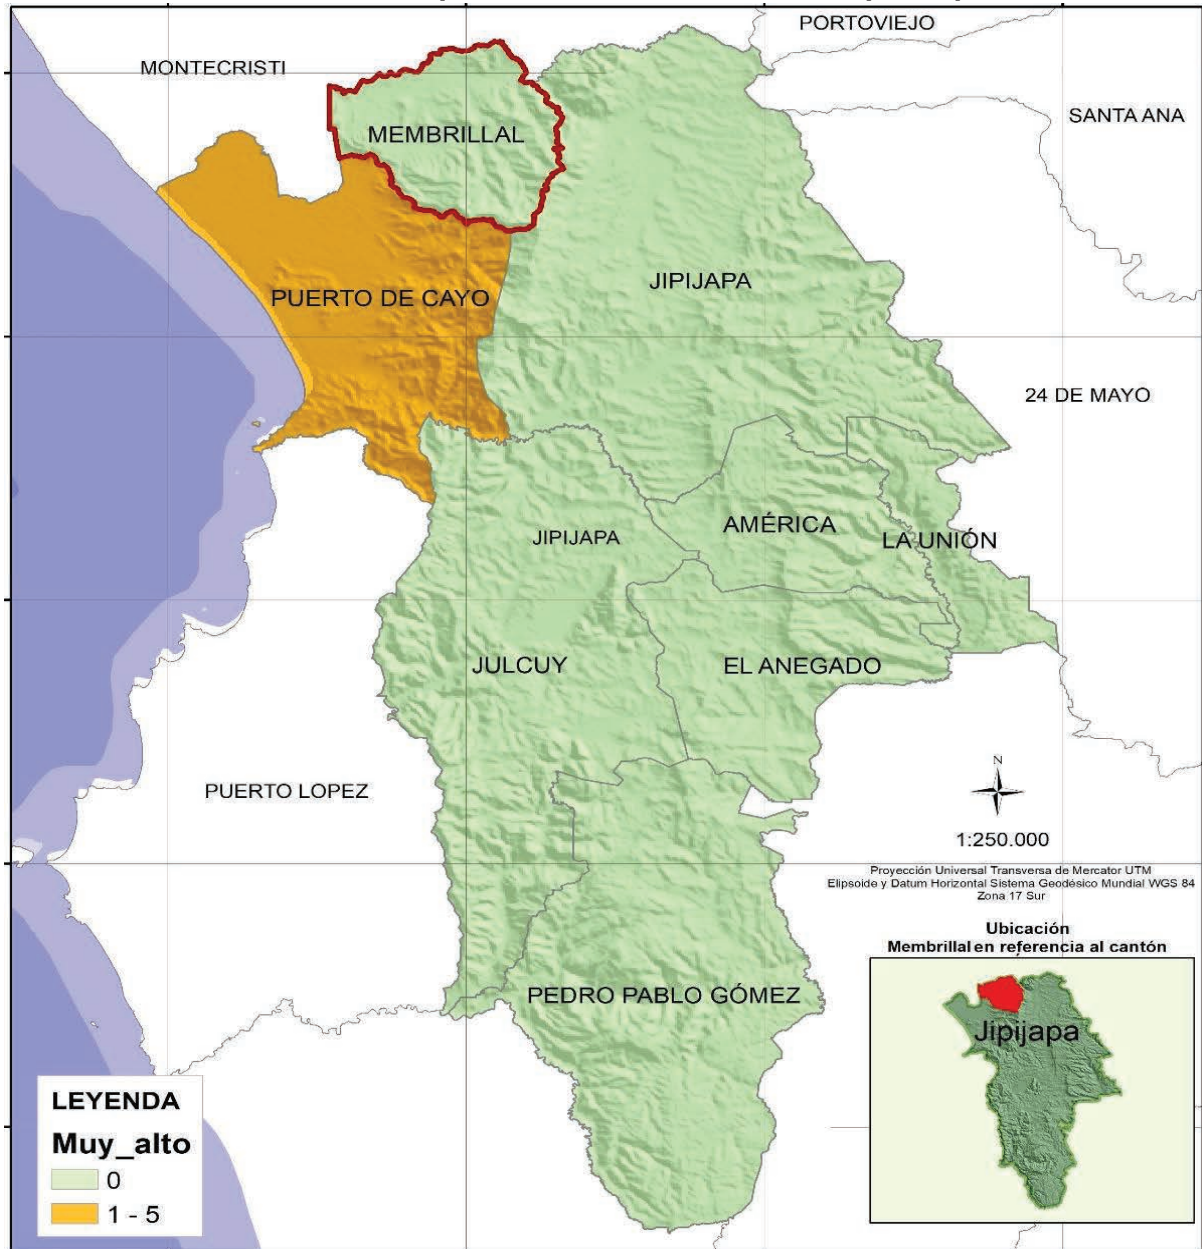 PORTOVIEJO
MONTECRISTI
SANTA ANA
MEMBRILLAL
JIPIJAPA
PUERTO DE CAYO
24 DE MAYO
AMÉRICA
JIPIJAPA
LA UNIÓN
JULCUY
EL ANEGADO
PUERTO LOPEZ
N
1:250.000
Proyección Universal Transversa de Mercator UTM
Elipsoide y Datum Horizontal Sistema Geodésico Mundial WGS 84
Zona 17 Sur
Ubicación
Membrillal en referencia al cantón
PEDRO PABLO GÓMEZ
Jipijapa
LEYENDA
Muy_alto
0
1 - 5